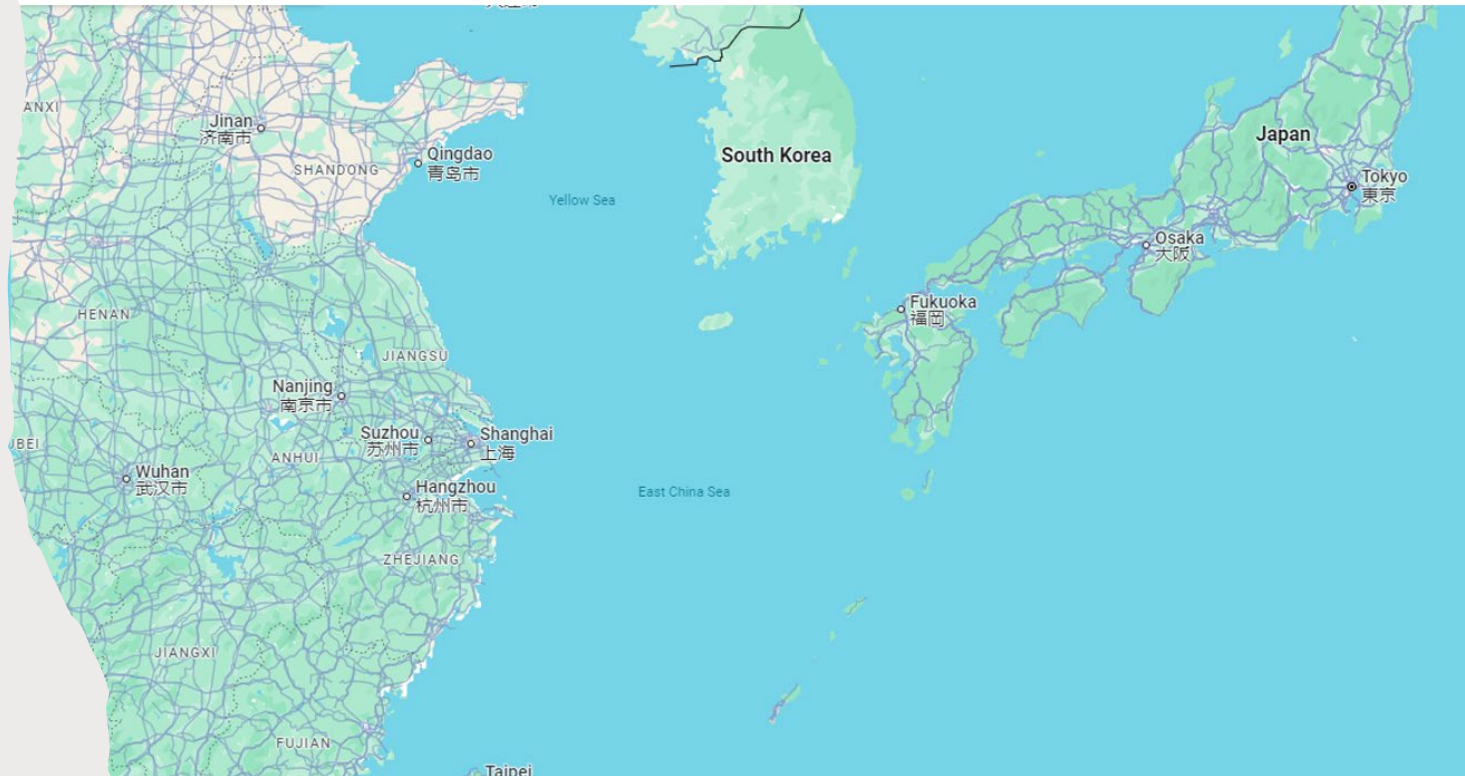 ANXI
Jinan
济南市
SHANDONG
Qingdao
青岛市
Yellow Sea
South Korea
Japan
Tokyo
東京
Osaka
大阪
Fukuoka
福岡
HENAN
JIANGSU
Nanjing
南京市
Suzhou
苏州市
Shanghai
上海
UBEI
ANHUI
Wuhan
武汉市
Hangzhou
杭州市
East China Sea
ZHEJIANG
JIANGXI
FUJIAN
Taipei